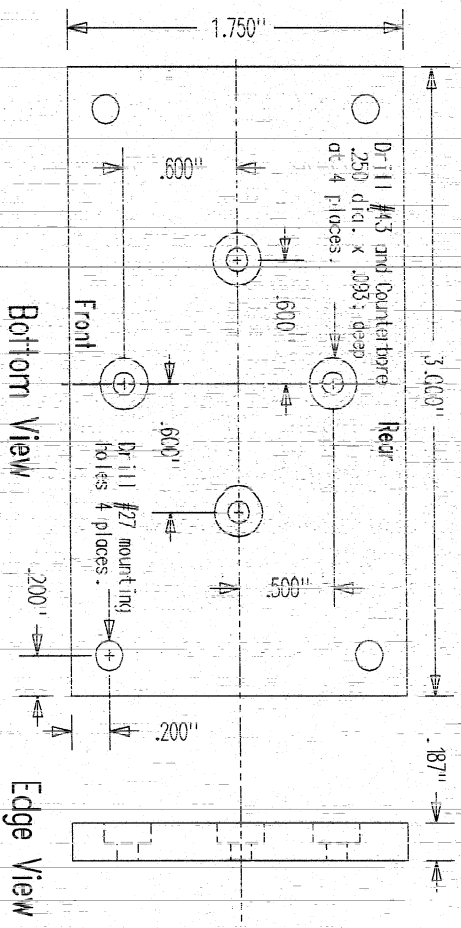 1.750"
3.000"
Drill #43 and Counterbore
.250 dia. x .093; deep
at 4 places.
.600"
.600"
.600"
.500"
Front
Rear
Drill #27 mounting
holes 4 places.
.200"
.200"
Bottom View
.187"
Edge View